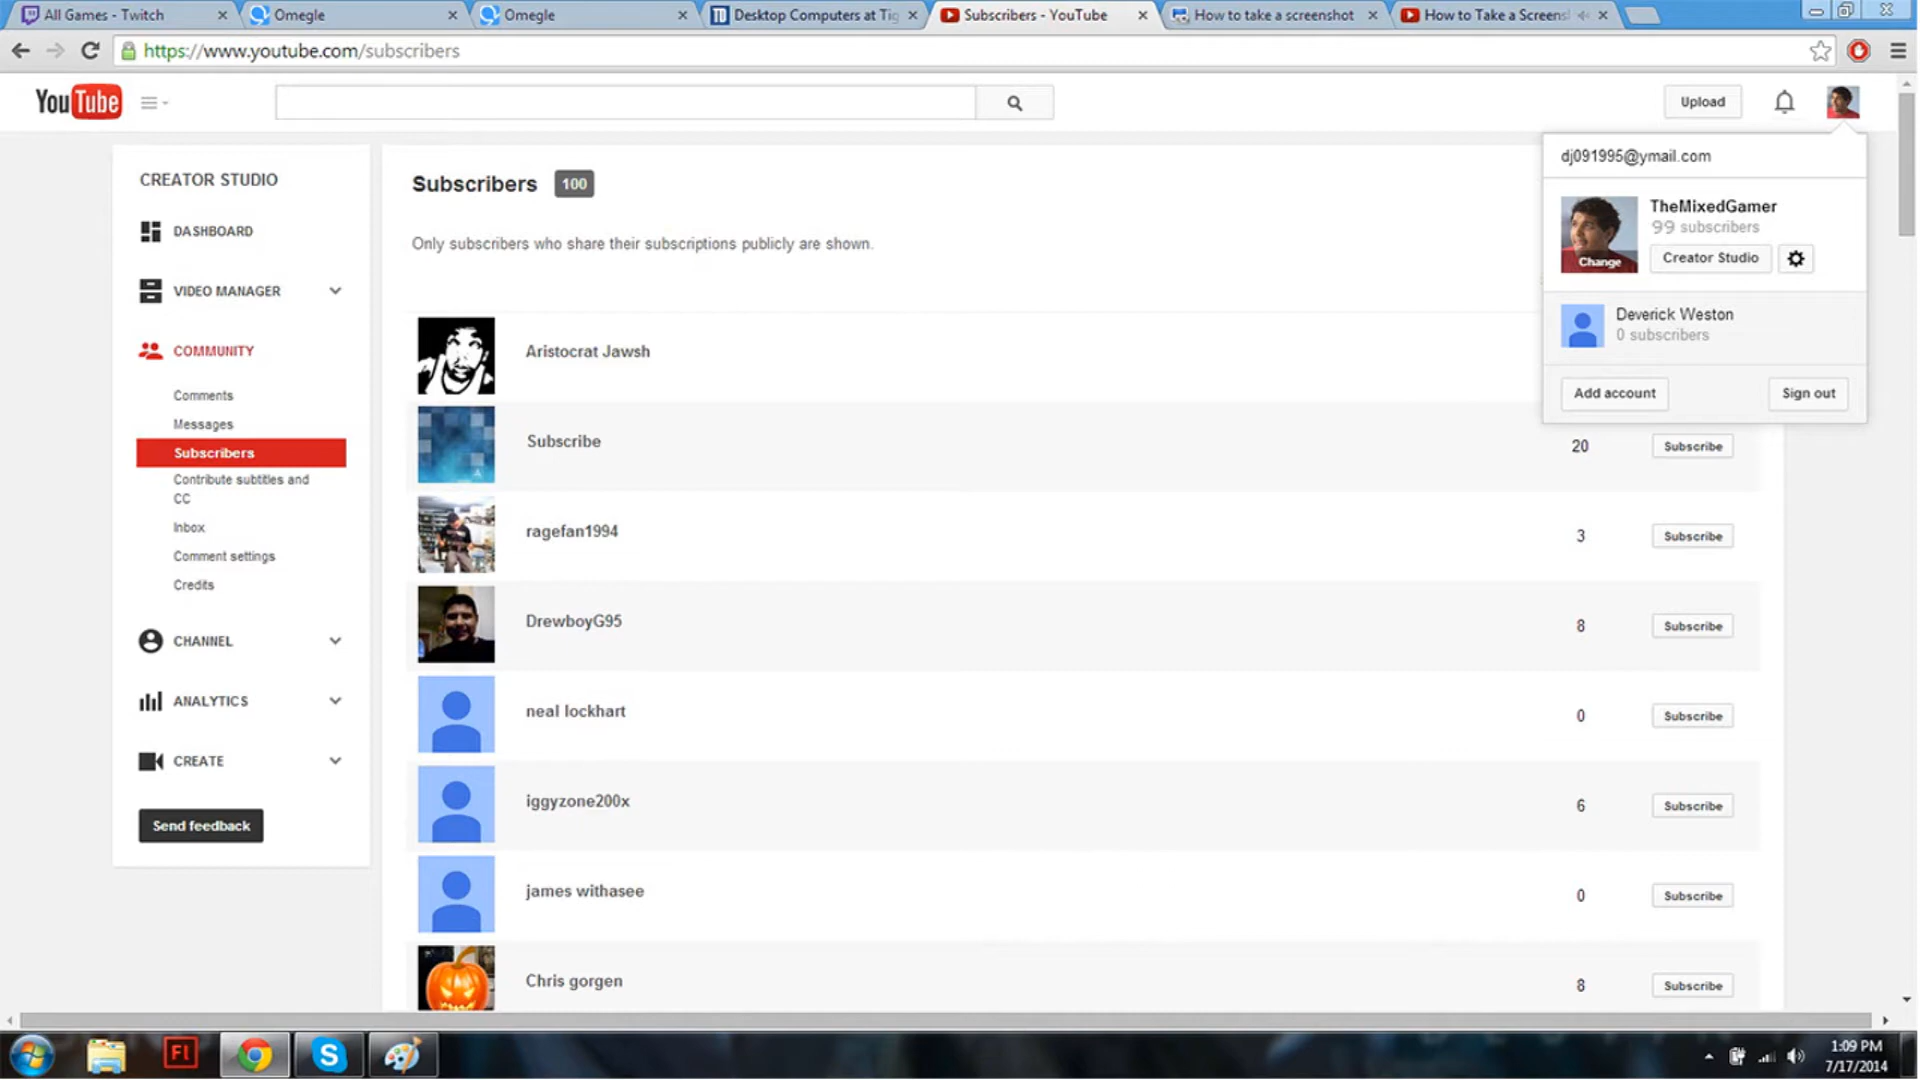 All Games - Twitch
Omegle
Omegle
Desktop Computers at Tig
Subscribers - YouTube
How to take a screenshot
How to Take a Screensl
https://www.youtube.com/subscribers
YouTube
Upload
dj091995@ymail.com
TheMixedGamer
99 subscribers
Change
Creator Studio
Deverick Weston
0 subscribers
Add account
Sign out
CREATOR STUDIO
DASHBOARD
VIDEO MANAGER
COMMUNITY
Comments
Messages
Subscribers
Contribute subtitles and
CC
Inbox
Comment settings
Credits
CHANNEL
ANALYTICS
CREATE
Send feedback
Subscribers 100
Only subscribers who share their subscriptions publicly are shown.
Aristocrat Jawsh
Subscribe 20 Subscribe
ragefan1994 3 Subscribe
DrewboyG95 8 Subscribe
neal lockhart 0 Subscribe
iggyzone200x 6 Subscribe
james withasee 0 Subscribe
Chris gorgen 8 Subscribe
Fl
1:09 PM
7/17/2014